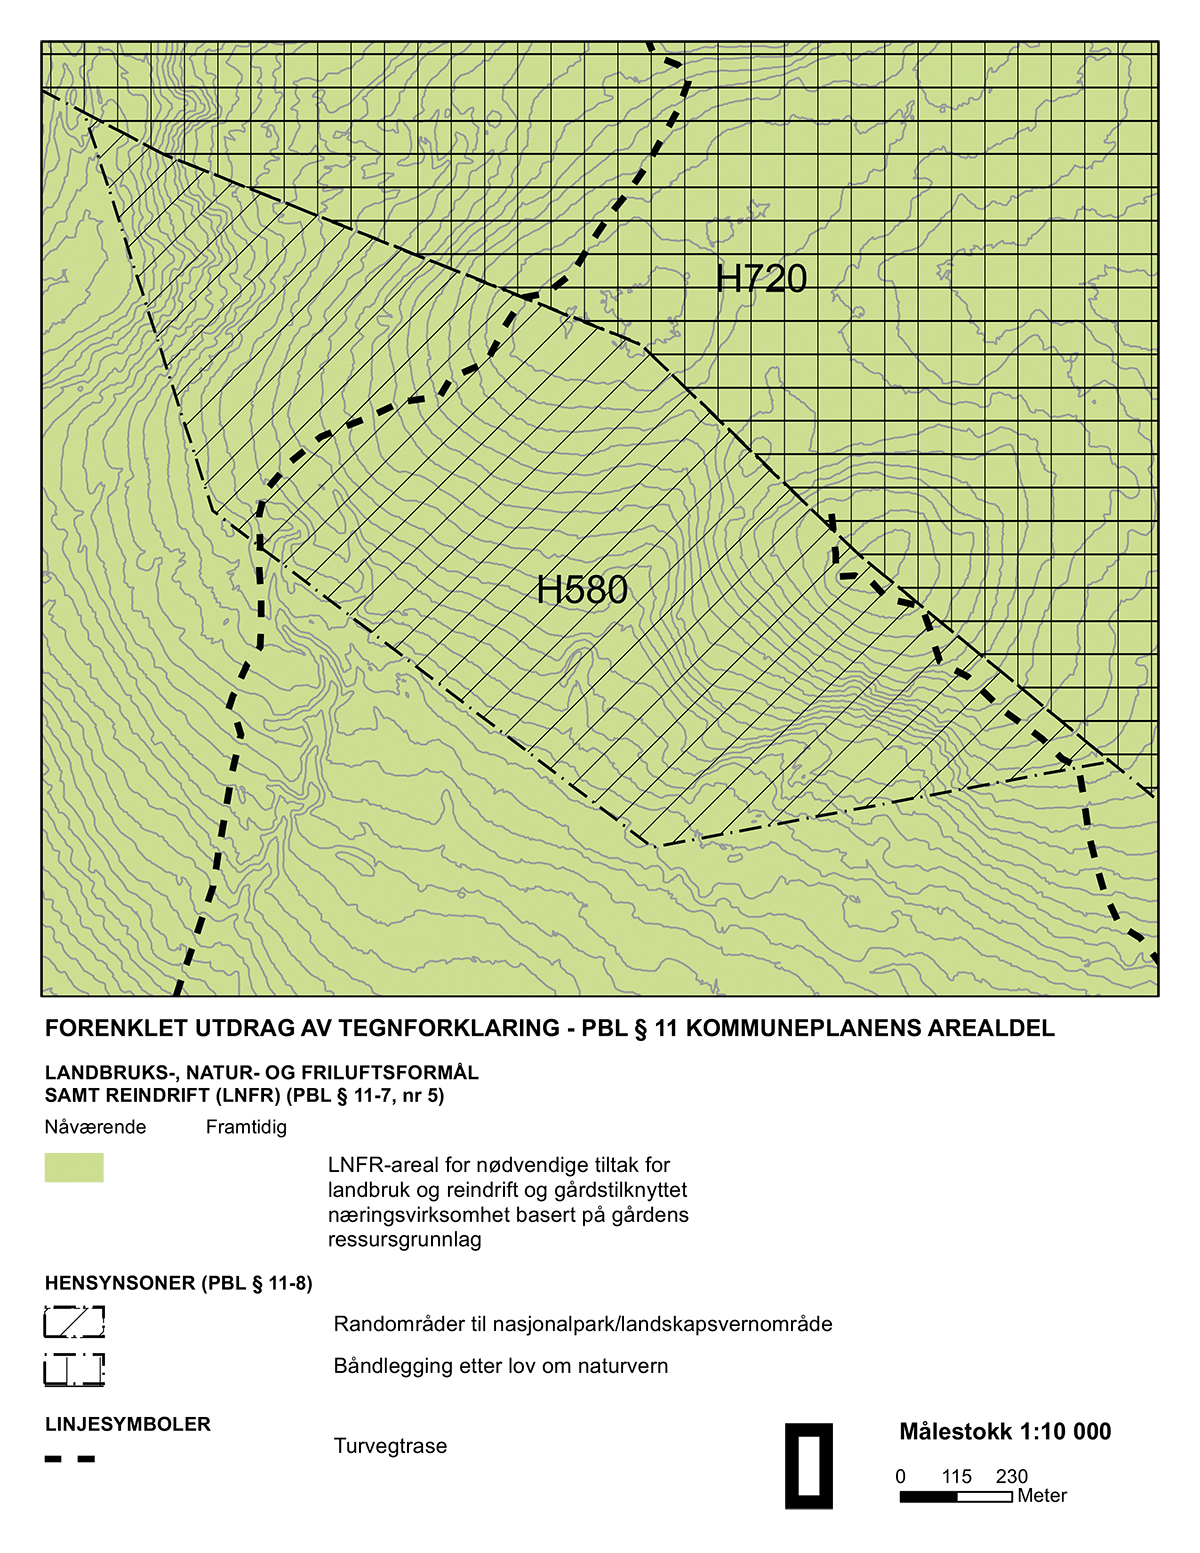 H720
H580
FORENKLET UTDRAG AV TEGNFORKLARING - PBL § 11 KOMMUNEPLANENS AREALDEL
LANDBRUKS-, NATUR- OG FRILUFTSFORMÅL
SAMT REINDRIFT (LNFR) (PBL § 11-7, nr 5)
Nåværende Framtidig
LNFR-areal for nødvendige tiltak for
landbruk og reindrift og gårdstilknyttet
næringsvirksomhet basert på gårdens
ressursgrunnlag
HENSYNSONER (PBL § 11-8)
Randområder til nasjonalpark/landskapsvernområde
Båndlegging etter lov om naturvern
LINJESYMBOLER
Turvegtrase
Målestokk 1:10 000
0 115 230
Meter